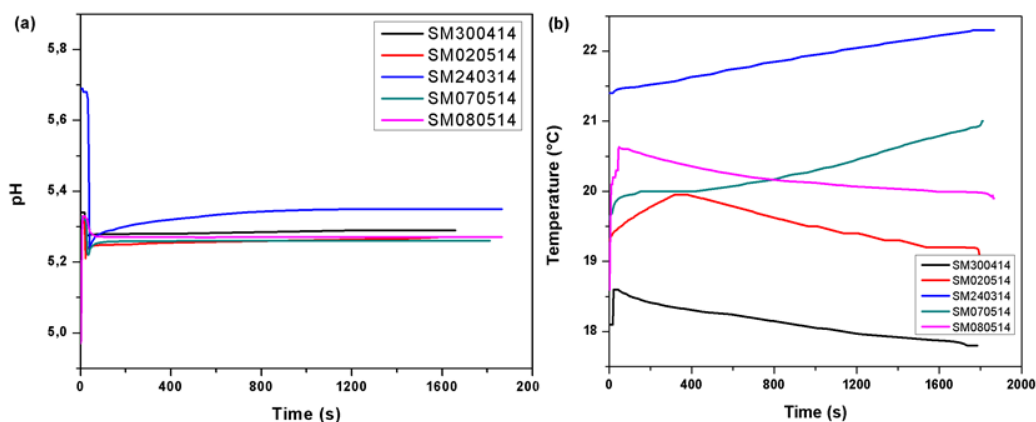 (a)
SM300414
SM020514
SM240314
SM070514
SM080514
5,8
5,6
5,4
5,2
5,0
pH
0 400 800 1200 1600 200
Time (s)
(b)
22
21
20
19
18
Temperature (°C)
SM300414
SM020514
SM240314
SM070514
SM080514
0 400 800 1200 1600 2000
Time (s)